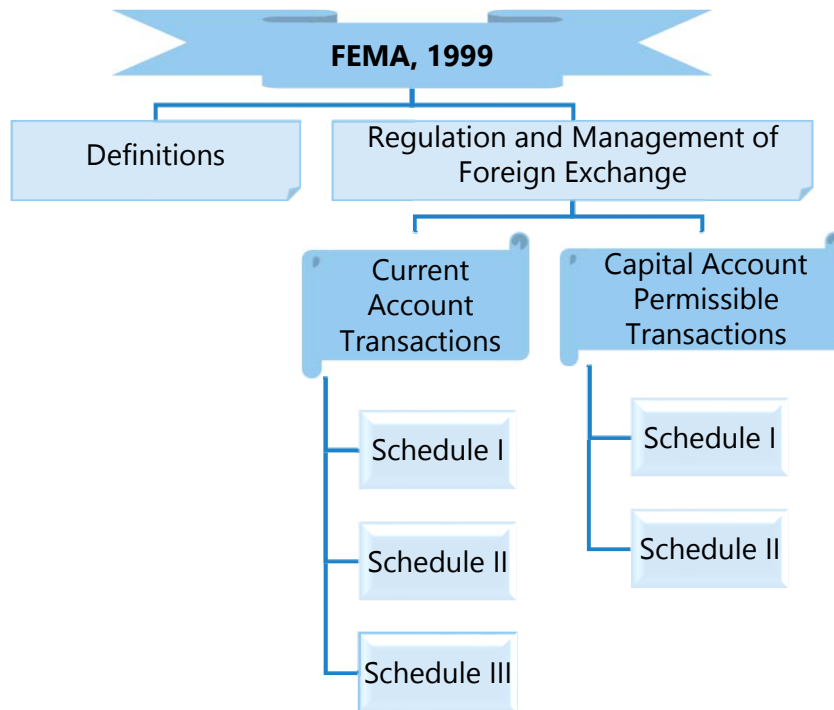 FEMA, 1999
Definitions
Regulation and Management of
Foreign Exchange
Current
Account
Transactions
Capital Account
Permissible
Transactions
Schedule I
Schedule II
Schedule III
Schedule I
Schedule II